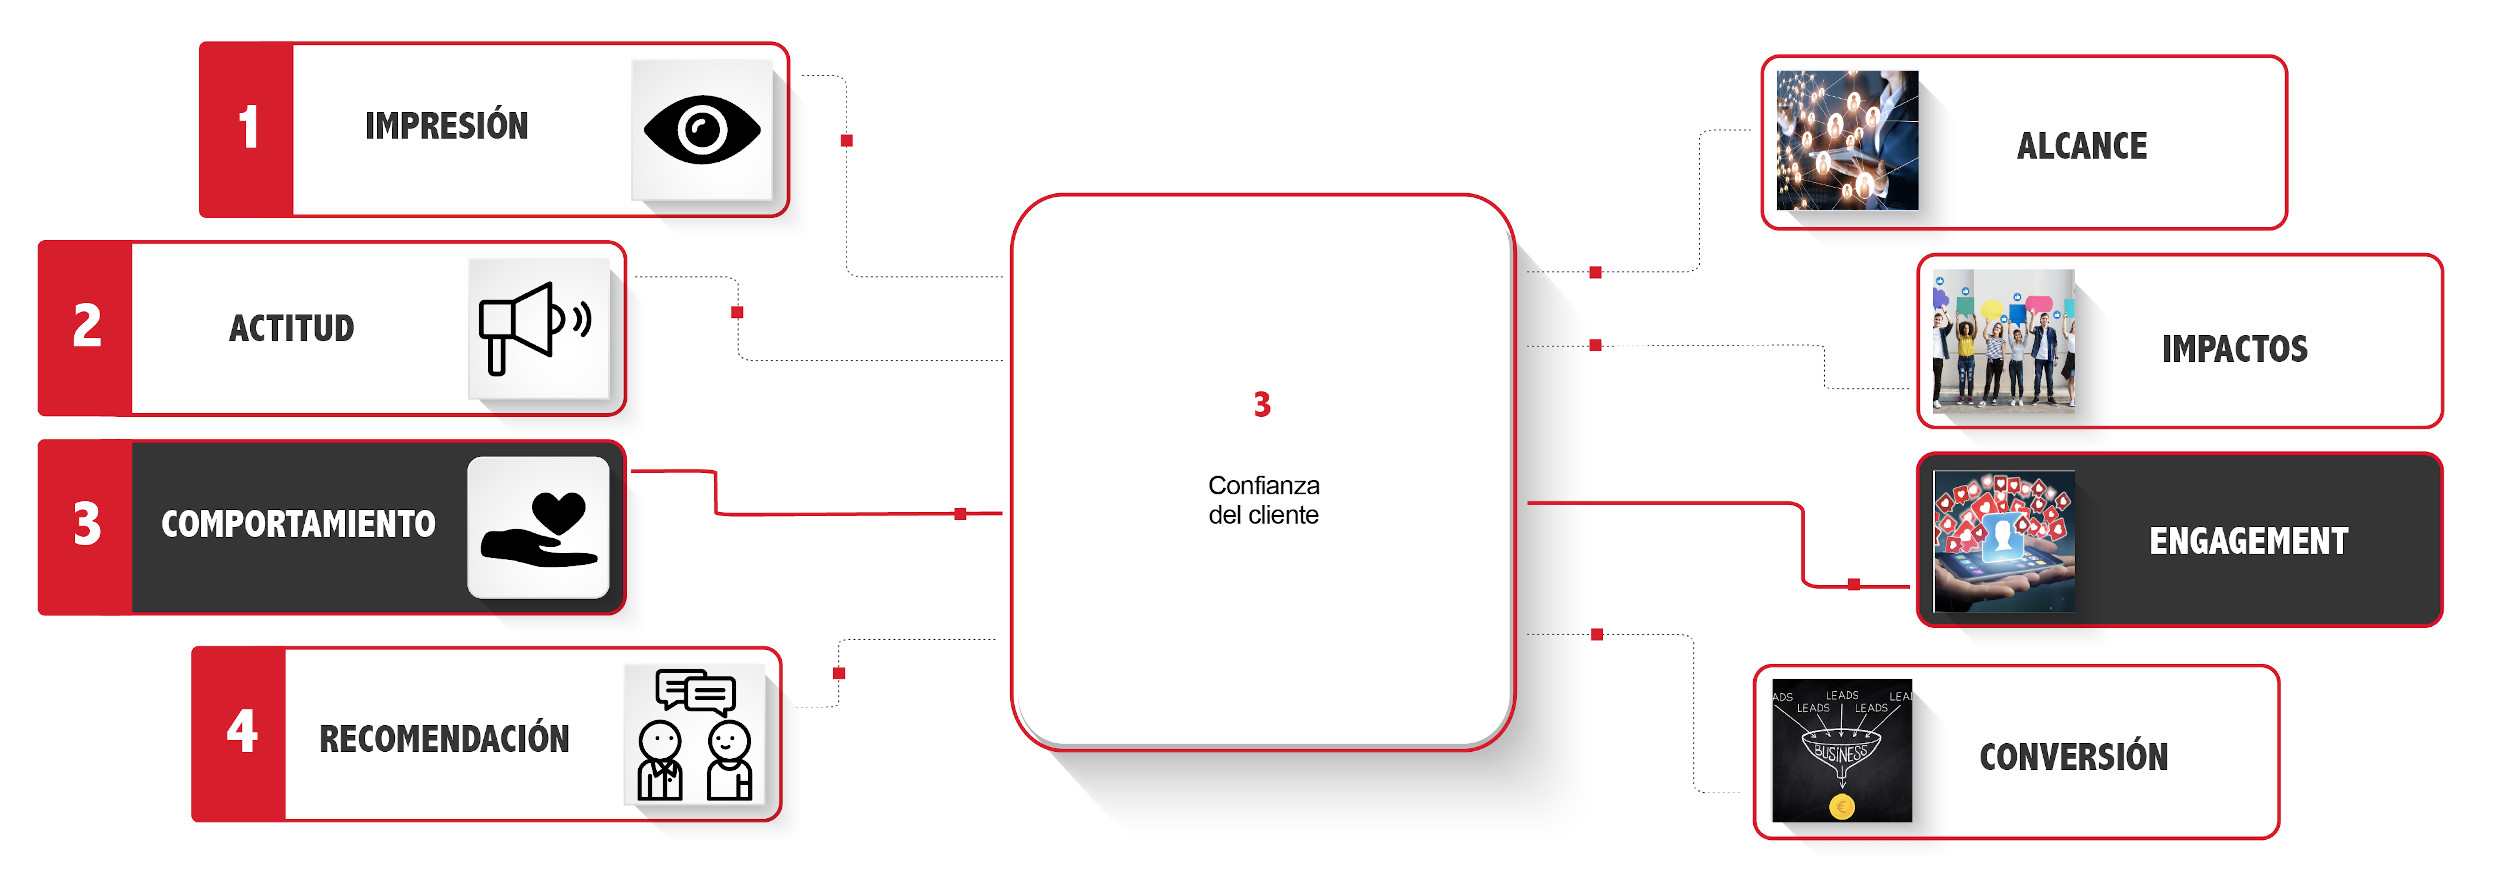 1
IMPRESIÓN
2
ACTITUD
3
COMPORTAMIENTO
4
RECOMENDACIÓN
3
Confianza
del cliente
ALCANCE
IMPACTOS
ENGAGEMENT
ADS LEADS LEA
LEADS LEADS
BUSINESS
€
CONVERSIÓN